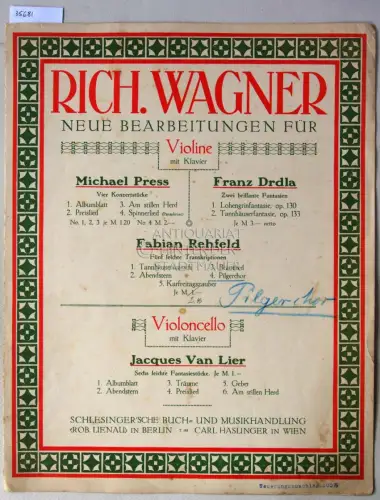 35681
RICH. WAGNER
NEUE BEARBEITUNGEN FÜR
Violine
mit Klavier
Michael Press
Vier Konzertstücke
1. Albumblatt 3. Am stillen Herd
2. Preislied 4. Spinnerlied
No. 1, 2, 3 je M. 1.20 No. 4 M. 2.—
Franz Drdla
Zwei brillante Fantasien
1. Lohengrinfantasie, op. 130
2. Tannhäuserfantasie, op. 133
Je M. 3.— netto
Fabian Rehfeld
Fünf leichte Transkriptionen
1. Tannhäusermarsch
2. Abendstern 4. Pilgerchor
5. Karfreitagszauber
Je M. 1.—
Pilgerchor
Violoncello
mit Klavier
Jacques Van Lier
Sechs leichte Fantasiestücke. Je M. 1.—
1. Albumblatt 3. Träume 5. Gebet
2. Abendstern 4. Preislied 6. Am stillen Herd
SCHLESINGER'SCHE BUCH- UND MUSIKHANDLUNG
(ROB. LIENAU) IN BERLIN CARL HASLINGER IN WIEN